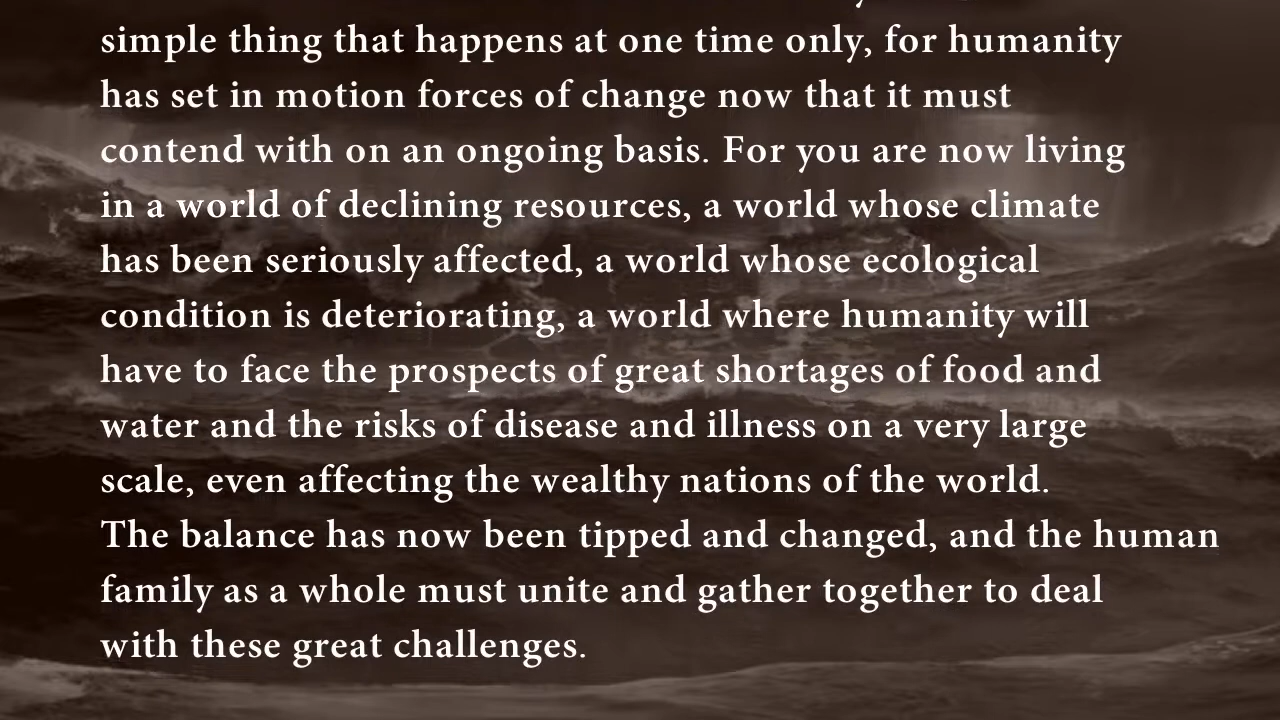 simple thing that happens at one time only, for humanity
has set in motion forces of change now that it must
contend with on an ongoing basis. For you are now living
in a world of declining resources, a world whose climate
has been seriously affected, a world whose ecological
condition is deteriorating, a world where humanity will
have to face the prospects of great shortages of food and
water and the risks of disease and illness on a very large
scale, even affecting the wealthy nations of the world.
The balance has now been tipped and changed, and the human
family as a whole must unite and gather together to deal
with these great challenges.